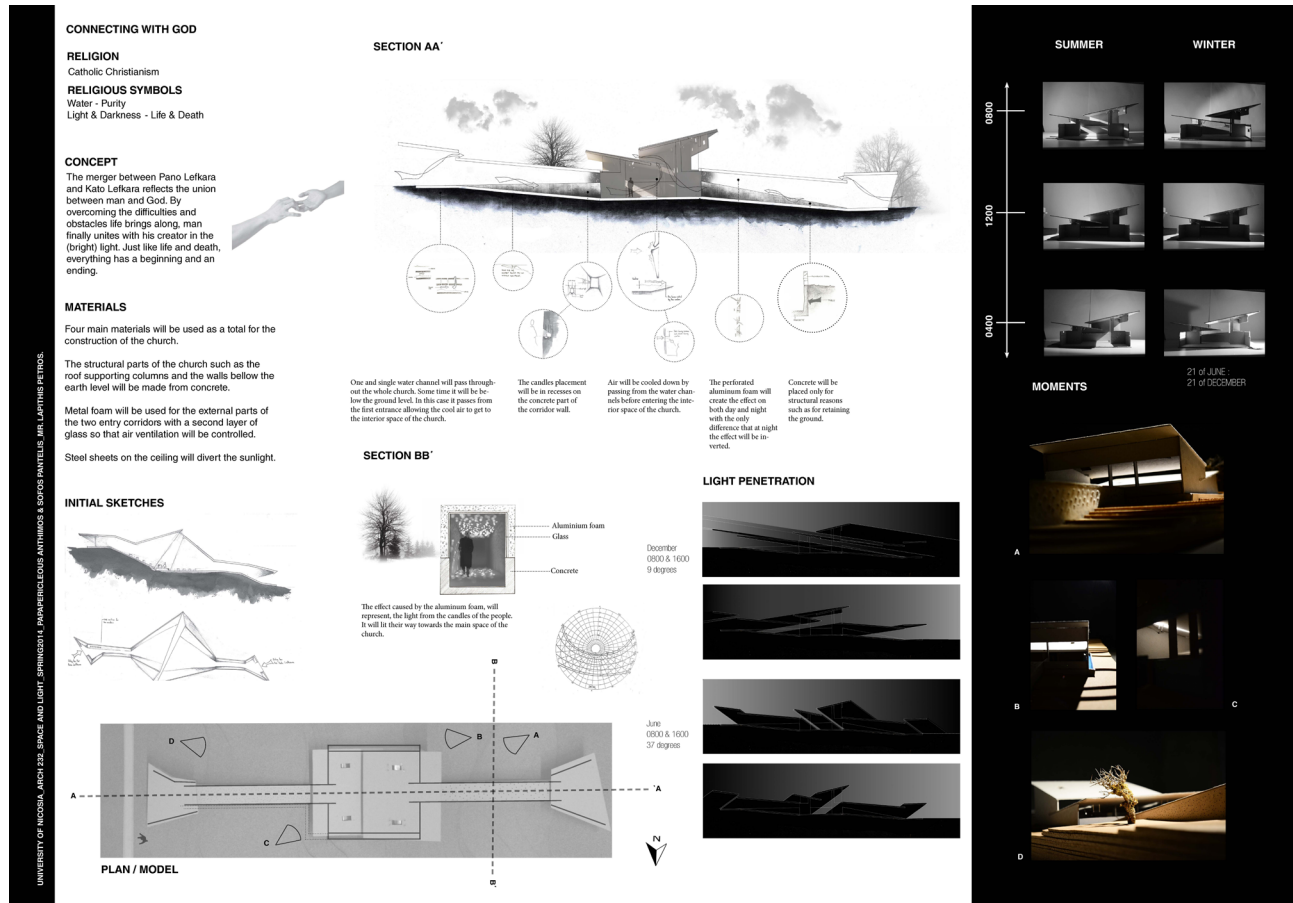 UNIVERSITY OF NICOSIA_ARCH 232_SPACE AND LIGHT_SPRING2014_PAPAPERICLEOUS ANTHIMOS & SOFOS PANTELIS_MR. LAPITHIS PETROS.
CONNECTING WITH GOD
RELIGION
Catholic Christianism
RELIGIOUS SYMBOLS
Water - Purity
Light & Darkness - Life & Death
CONCEPT
The merger between Pano Lefkara
and Kato Lefkara reflects the union
between man and God. By
overcoming the difficulties and
obstacles life brings along, man
finally unites with his creator in the
(bright) light. Just like life and death,
everything has a beginning and an
ending.
MATERIALS
Four main materials will be used as a total for the
construction of the church.
The structural parts of the church such as the
roof supporting columns and the walls bellow the
earth level will be made from concrete.
Metal foam will be used for the external parts of
the two entry corridors with a second layer of
glass so that air ventilation will be controlled.
Steel sheets on the ceiling will divert the sunlight.
INITIAL SKETCHES
SECTION AA´
One and single water channel will pass through-
out the whole church. Some time it will be be-
low the ground level. In this case it passes from
the first entrance allowing the cool air to get to
the interior space of the church.
The candles placement
will be in recesses on
the concrete part of
the corridor wall.
Air will be cooled down by
passing from the water chan-
nels before entering the inte-
rior space of the church.
The perforated
aluminum foam will
create the effect on
both day and night
with the only
difference that at night
the effect will be in-
verted.
Concrete will be
placed only for
structural reasons
such as for retaining
the ground.
SECTION BB´
Aluminium foam
Glass
Concrete
The effect caused by the aluminum foam, will
represent, the light from the candles of the people.
It will lit their way towards the main space of the
church.
LIGHT PENETRATION
December
0800 & 1600
9 degrees
June
0800 & 1600
37 degrees
B
D
B
A
A
´A
C
B´
N
PLAN / MODEL
SUMMER
WINTER
0800
1200
0400
21 of JUNE :
21 of DECEMBER
MOMENTS
A
B
C
D